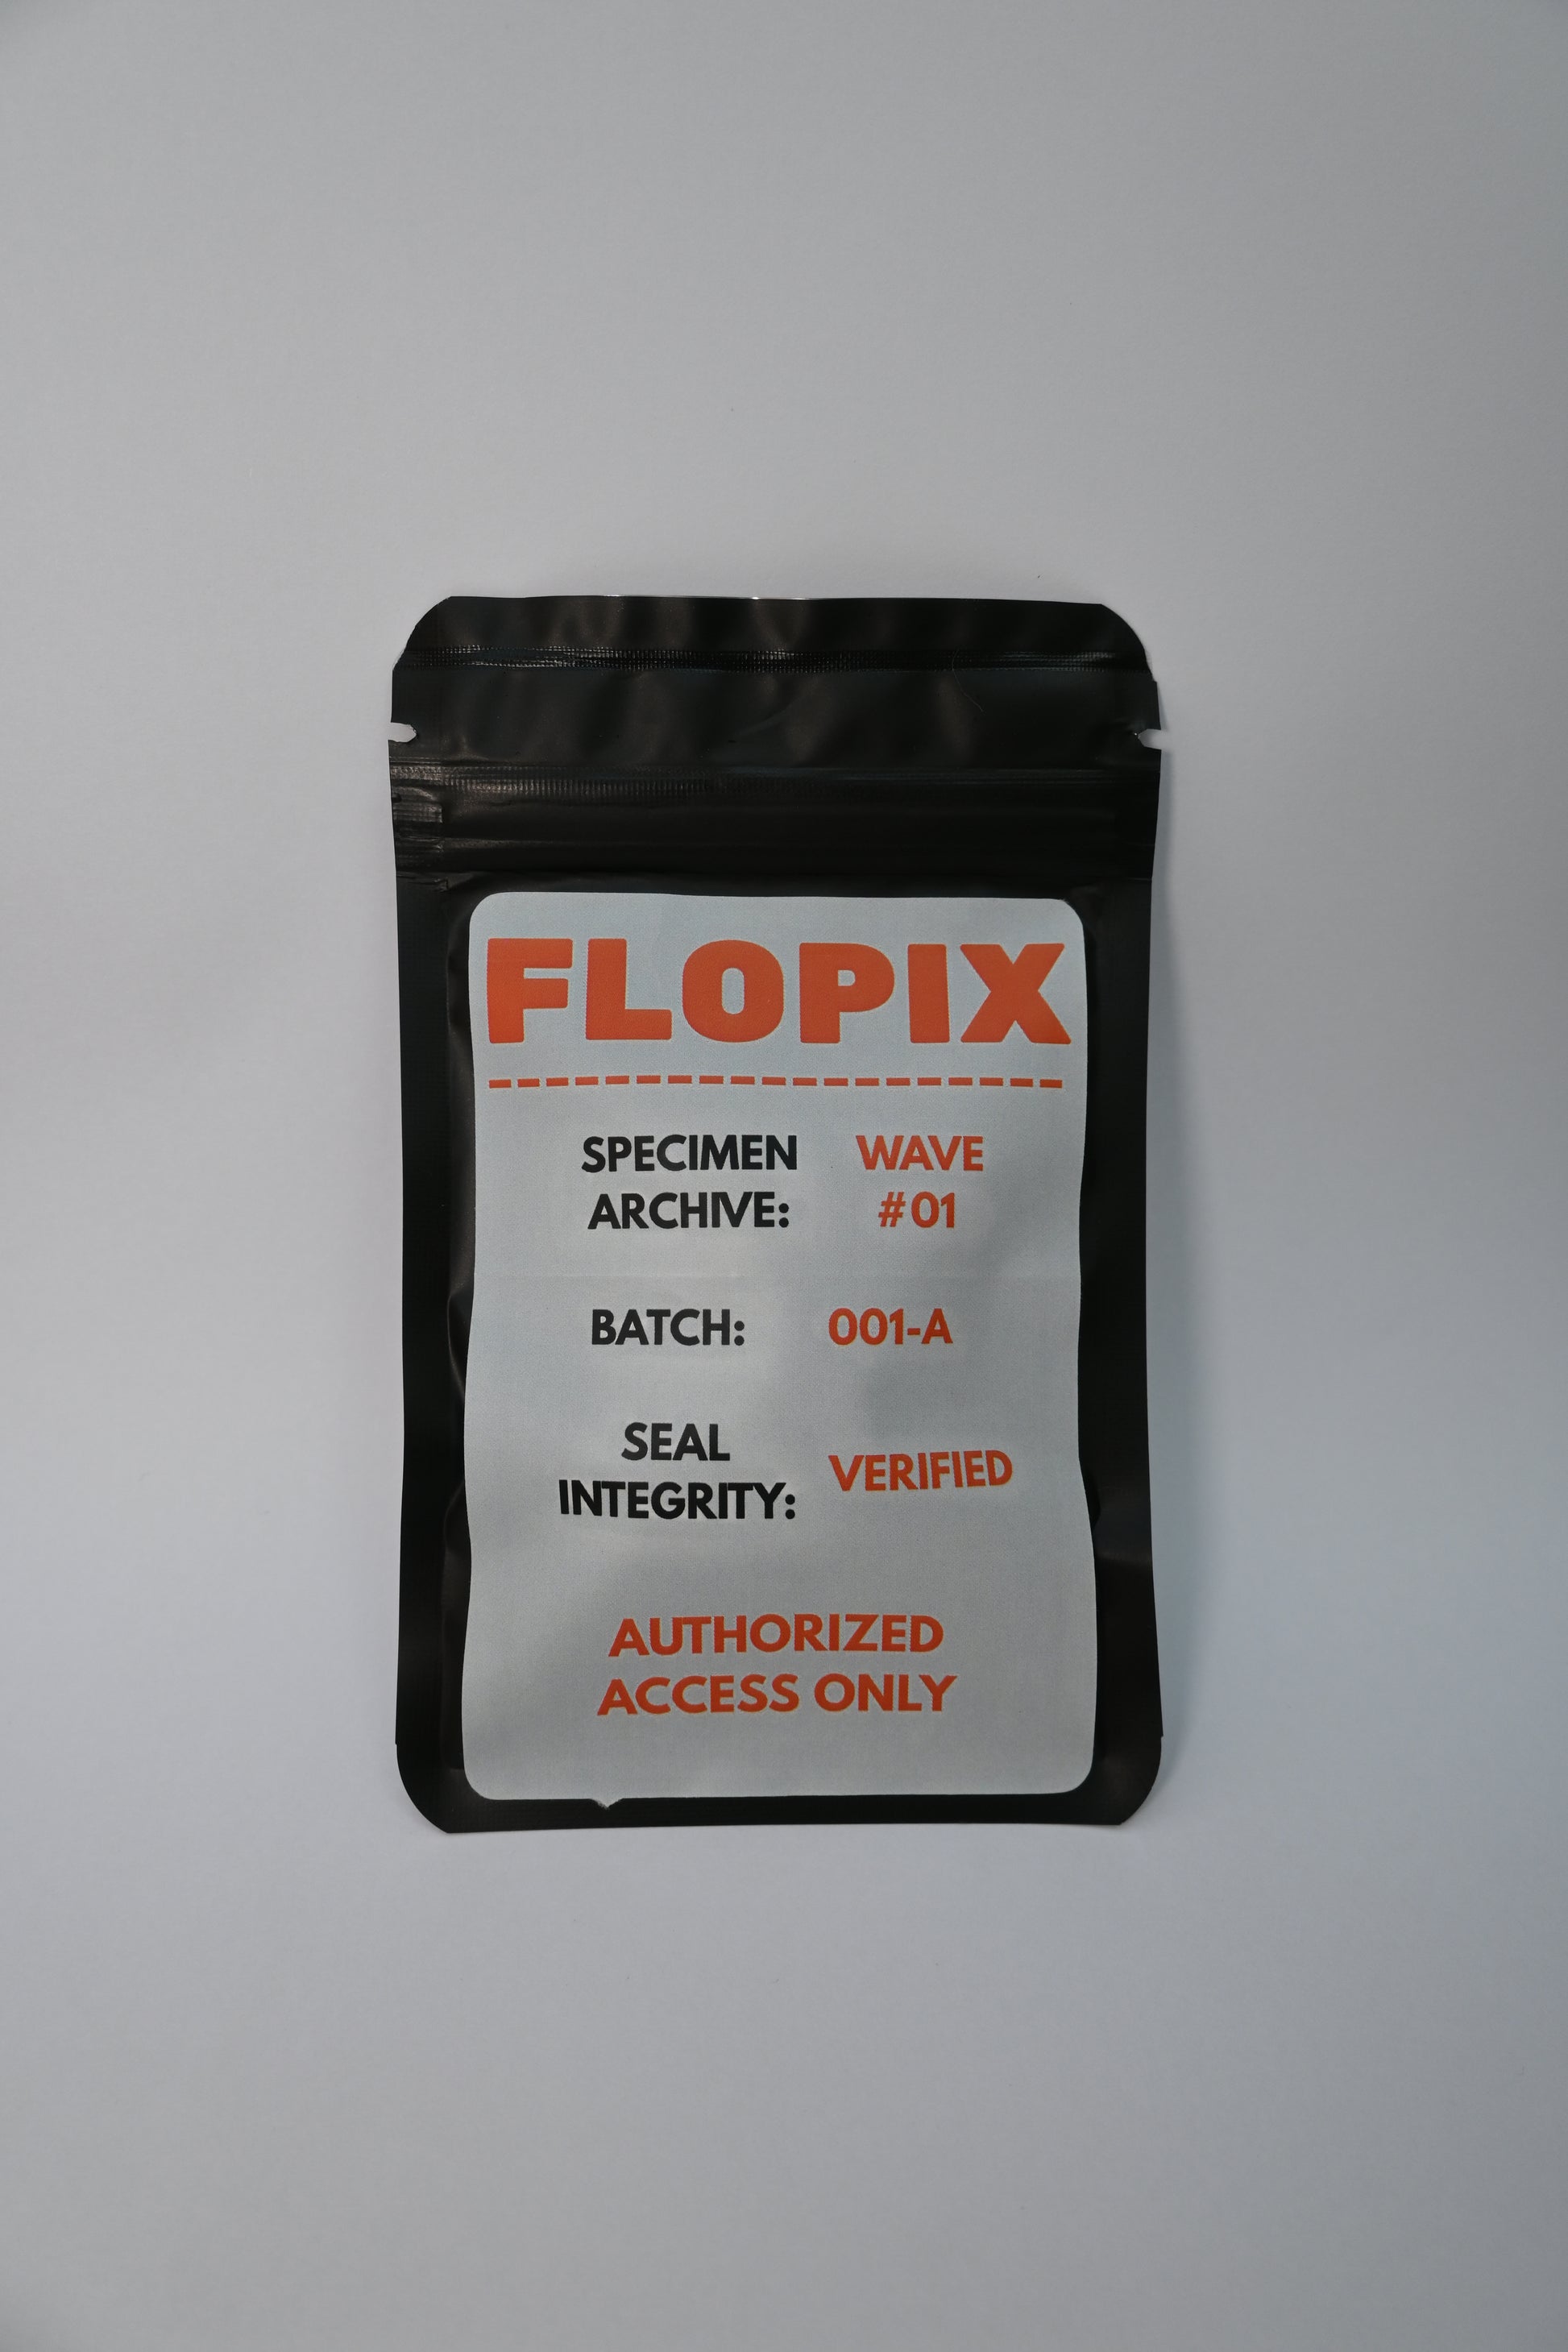 FLOPIX
SPECIMEN ARCHIVE: WAVE #01
BATCH: 001-A
SEAL INTEGRITY: VERIFIED
AUTHORIZED
ACCESS ONLY